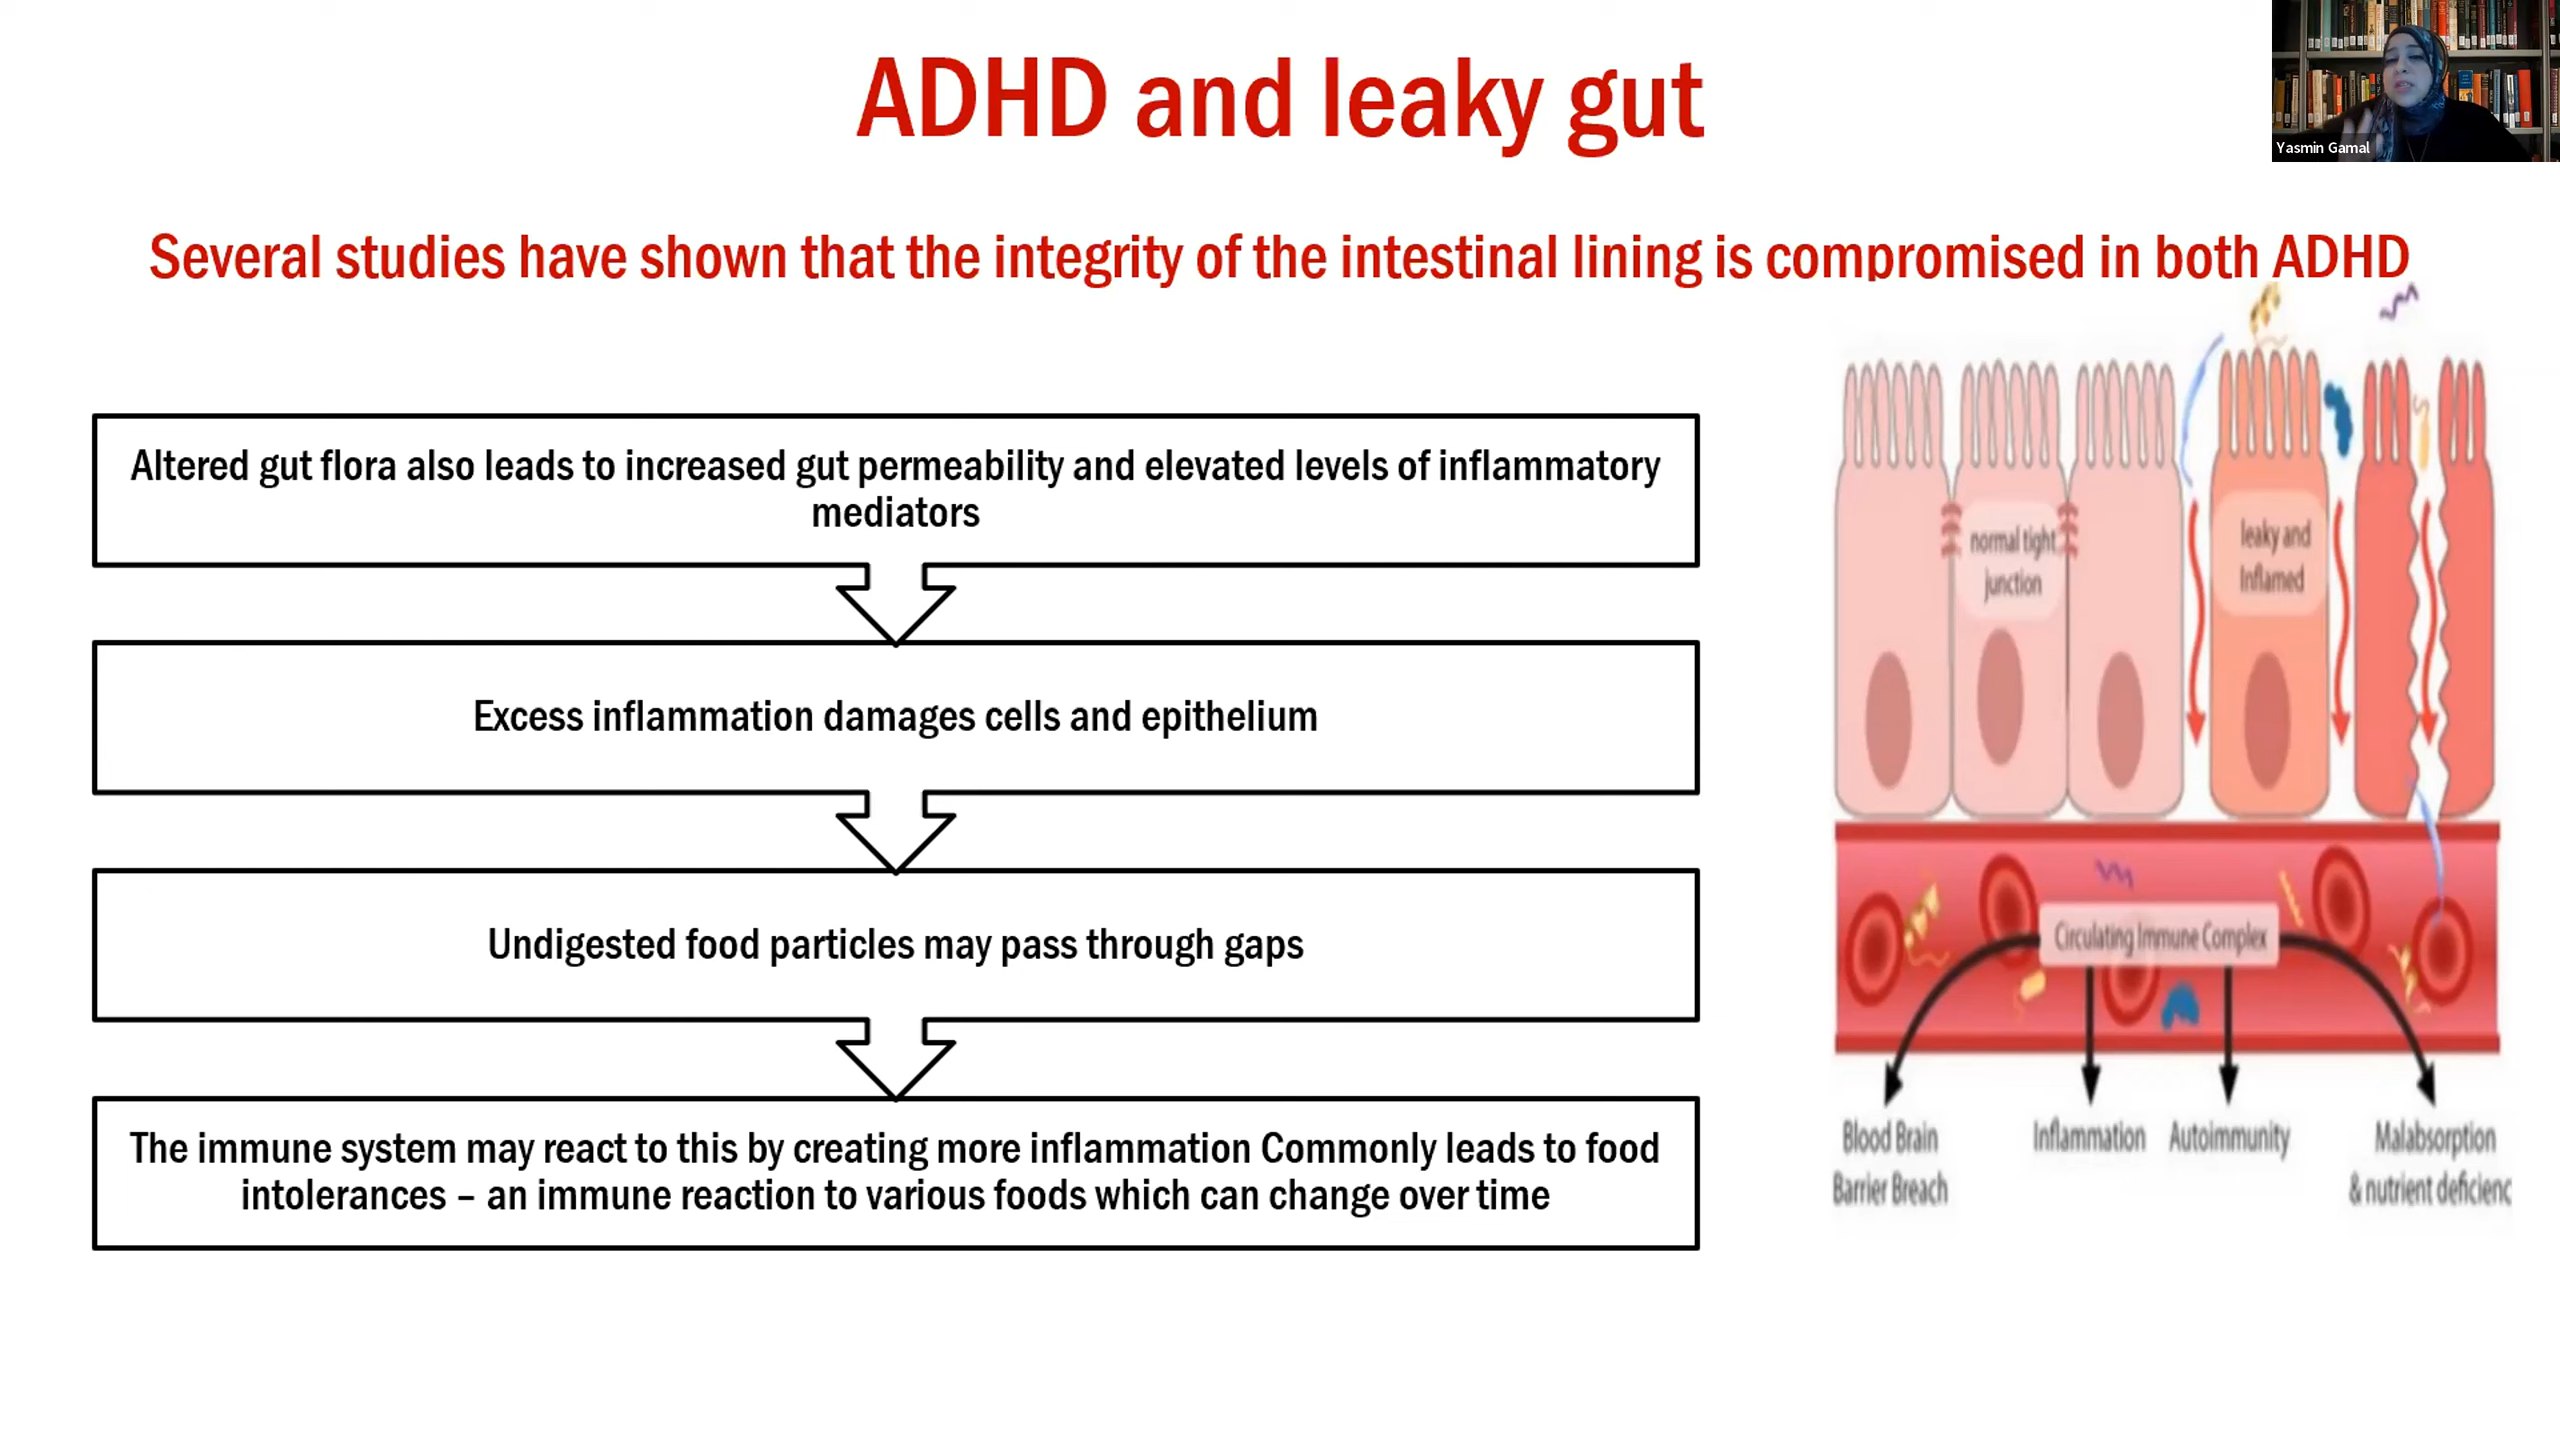 ADHD and leaky gut
Yasmin Gamal
Several studies have shown that the integrity of the intestinal lining is compromised in both ADHD
Altered gut flora also leads to increased gut permeability and elevated levels of inflammatory
mediators
Excess inflammation damages cells and epithelium
Undigested food particles may pass through gaps
The immune system may react to this by creating more inflammation Commonly leads to food
intolerances – an immune reaction to various foods which can change over time
normal tight
junction
leaky and
Inflamed
Circulating Immune Complex
Blood Brain
Barrier Breach
Inflammation
Autoimmunity
Malabsorption
& nutrient deficienc